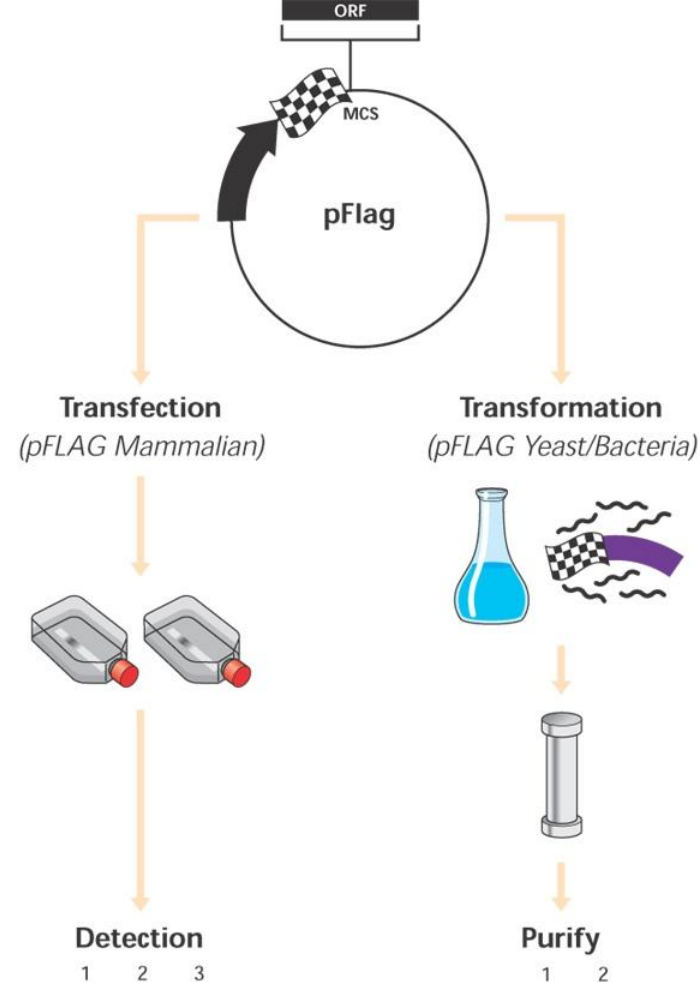 ORF
MCS
pFlag
Transfection
(pFLAG Mammalian)
Detection
1 2 3
Transformation
(pFLAG Yeast/Bacteria)
Purify
1 2